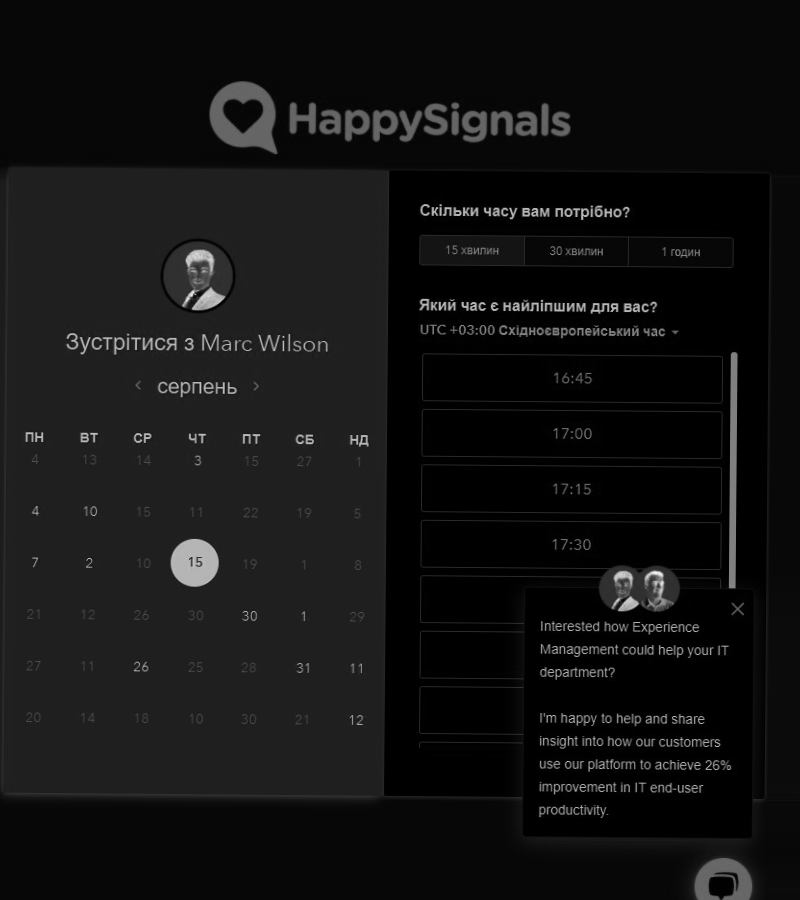 HappySignals
Зустрітися з Marc Wilson
серпень
ПН ВТ СР ЧТ ПТ СБ НД
4 13 14 3 15 27 1
4 10 15 11 22 19 5
7 2 10 15 19 1 8
21 12 26 30 30 1 29
27 11 26 25 28 31 11
20 14 18 10 30 21 12
Скільки часу вам потрібно?
15 хвилин 30 хвилин 1 годин
Який час є найліпшим для вас?
UTC +03:00 Східноєвропейський час
16:45
17:00
17:15
17:30
Interested how Experience
Management could help your IT
department?
I'm happy to help and share
insight into how our customers
use our platform to achieve 26%
improvement in IT end-user
productivity.